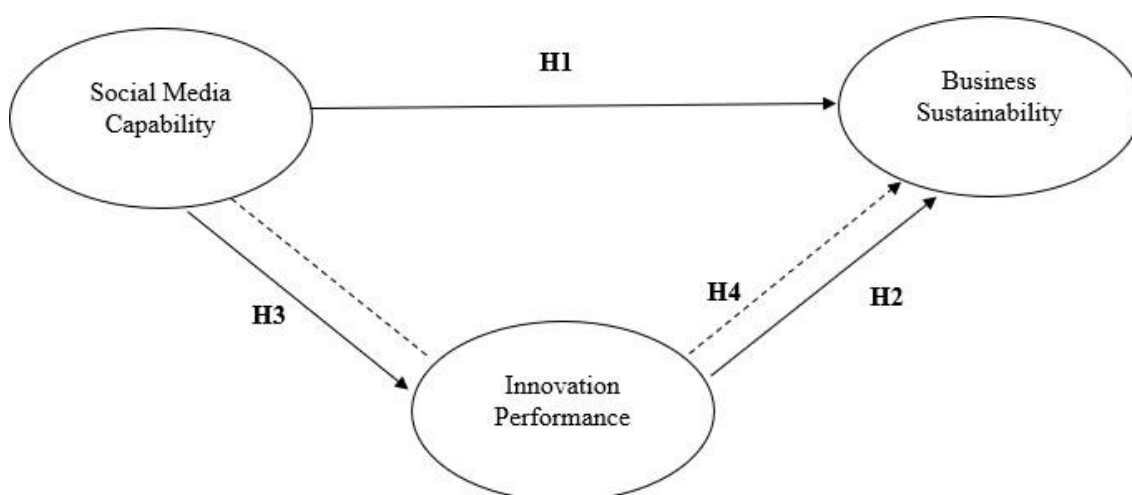 H1
Social Media
Capability
Business
Sustainability
H3
H4
H2
Innovation
Performance